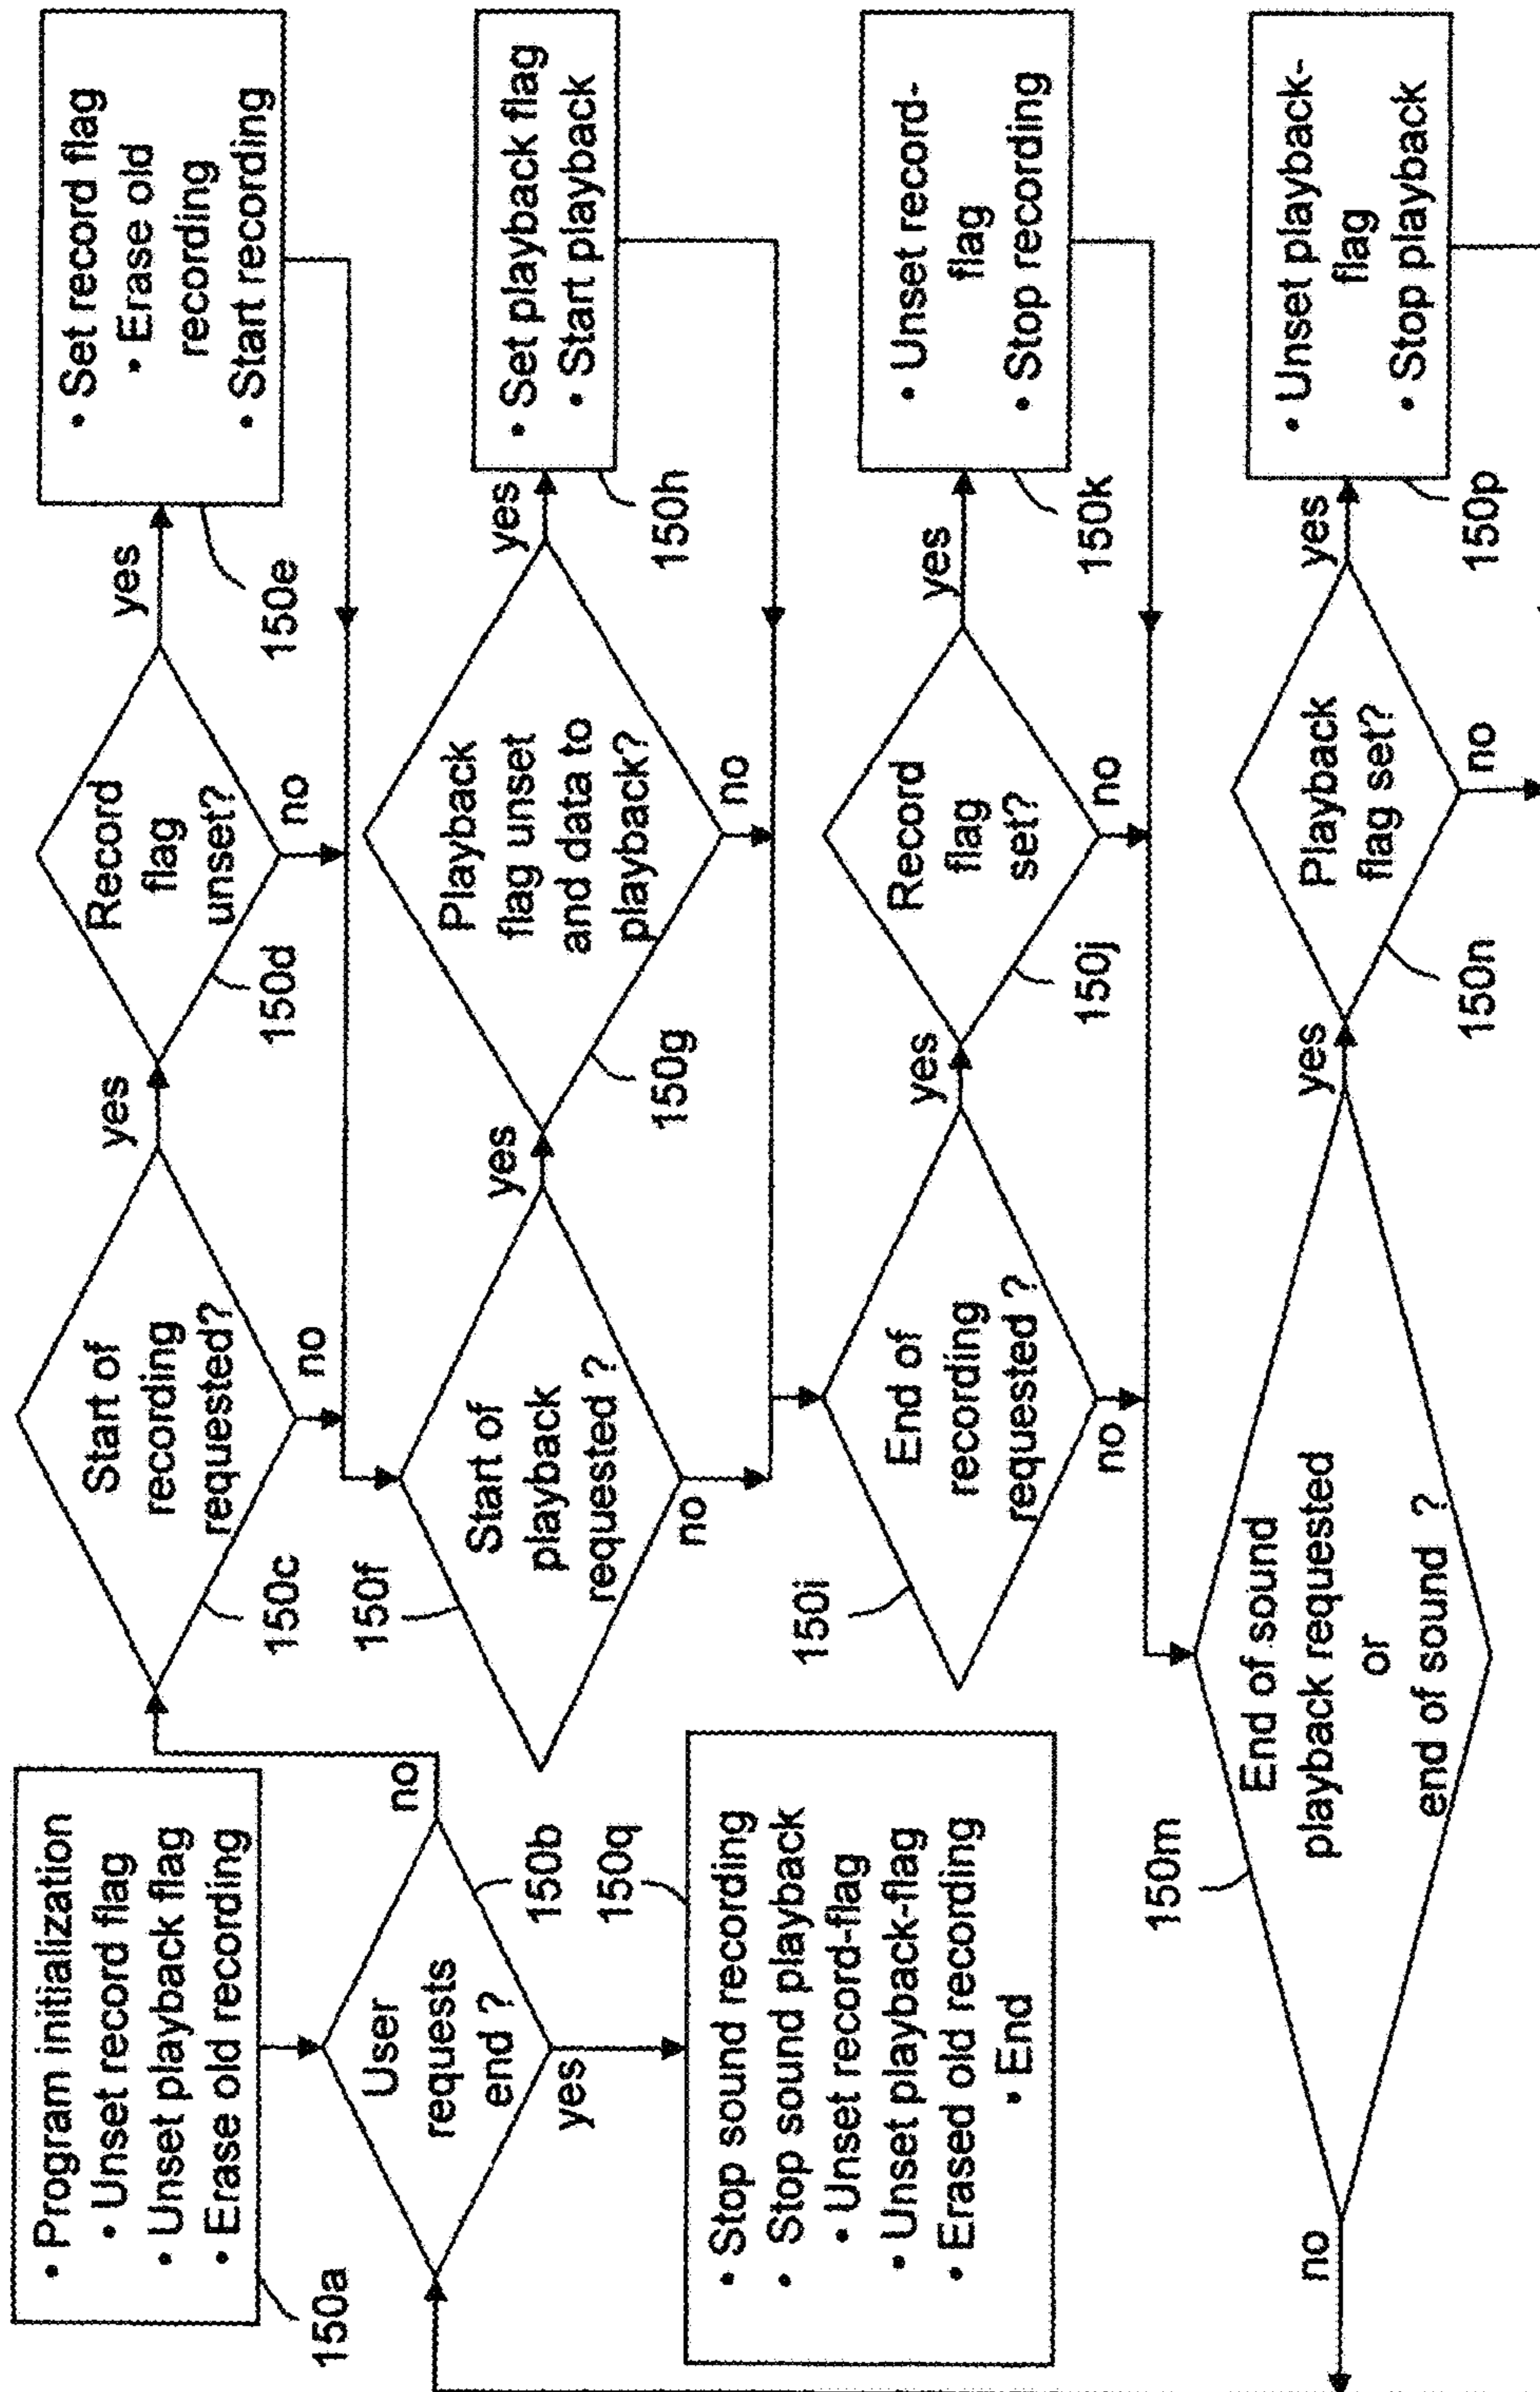 • Program initialization
• Unset record flag
• Unset playback flag
• Erase old recording
150a
User
requests
end ?
no
yes
150b
150q
• Stop sound recording
• Stop sound playback
• Unset record-flag
• Unset playback-flag
• Erased old recording
• End
Start of
recording
requested?
150c
yes
no
Record
flag
unset?
150d
yes
no
• Set record flag
• Erase old
recording
• Start recording
150e
Start of
playback
requested ?
150f
yes
no
Playback
flag unset
and data to
playback?
150g
yes
no
• Set playback flag
• Start playback
150h
End of
recording
requested ?
150i
yes
no
Record
flag
set?
150j
yes
no
• Unset record-
flag
• Stop recording
150k
End of sound
playback requested
or
end of sound ?
150m
no
yes
Playback
flag set?
150n
yes
no
• Unset playback-
flag
• Stop playback
150p